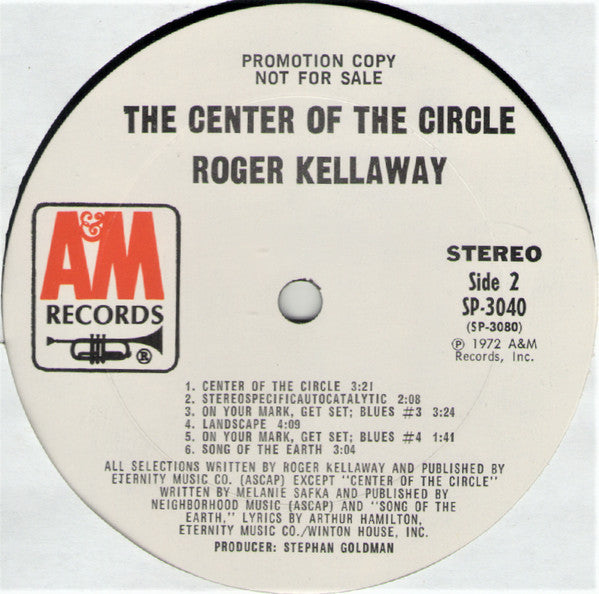 PROMOTION COPY
NOT FOR SALE
THE CENTER OF THE CIRCLE
ROGER KELLAWAY
A&M
RECORDS
®
STEREO
Side 2
SP-3040
(SP-3080)
℗ 1972 A&M
Records, Inc.
1. CENTER OF THE CIRCLE 3:21
2. STEREOSPECIFICAUTOCATALYTIC 2:08
3. ON YOUR MARK, GET SET; BLUES #3 3:24
4. LANDSCAPE 4:09
5. ON YOUR MARK, GET SET; BLUES #4 1:41
6. SONG OF THE EARTH 3:04
ALL SELECTIONS WRITTEN BY ROGER KELLAWAY AND PUBLISHED BY
ETERNITY MUSIC CO. (ASCAP) EXCEPT "CENTER OF THE CIRCLE"
WRITTEN BY MELANIE SAFKA AND PUBLISHED BY
NEIGHBORHOOD MUSIC (ASCAP) AND "SONG OF THE
EARTH," LYRICS BY ARTHUR HAMILTON,
ETERNITY MUSIC CO./WINTON HOUSE, INC.
PRODUCER: STEPHAN GOLDMAN